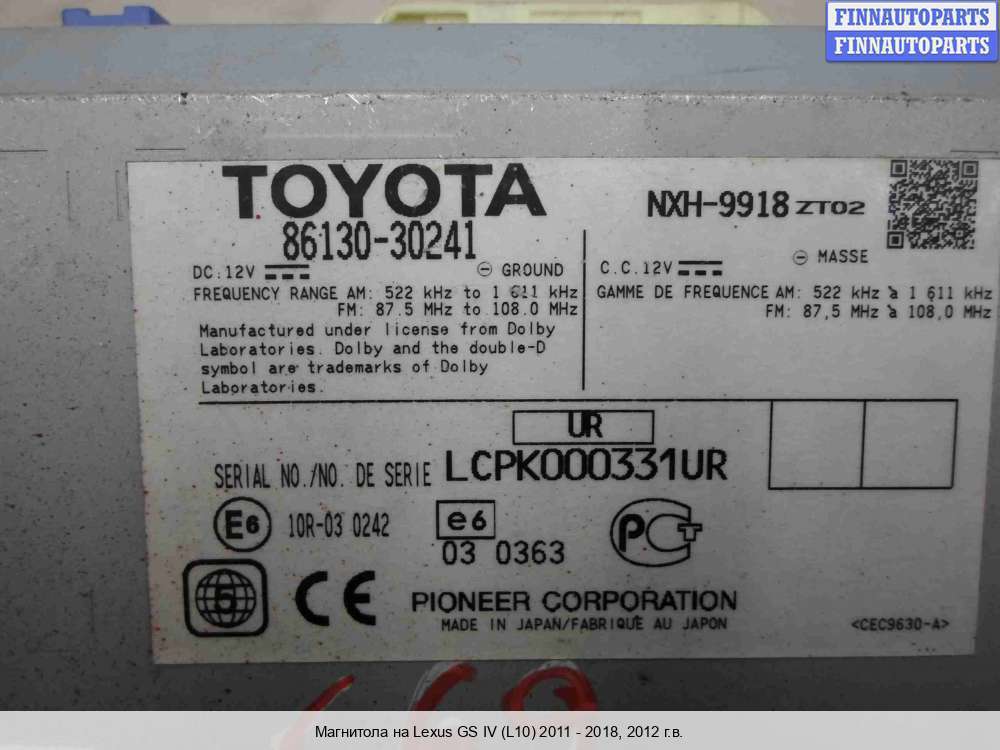 FINNAUTOPARTS
FINNAUTOPARTS
TOYOTA
86130-30241
NXH-9918 ZT02
DC.12V
GROUND
FREQUENCY RANGE AM: 522 kHz to 1 611 kHz
FM: 87.5 MHz to 108.0 MHz
Manufactured under license from Dolby
Laboratories. Dolby and the double-D
symbol are trademarks of Dolby
Laboratories.
C.C.12V
MASSE
GAMME DE FREQUENCE AM: 522 kHz à 1 611 kHz
FM: 87,5 MHz à 108,0 MHz
UR
SERIAL NO./NO. DE SERIE LCPK000331UR
E6 10R-03 0242
e6
03 0363
PCT
5
CE
PIONEER CORPORATION
MADE IN JAPAN/FABRIQUE AU JAPON
<CEC9630-A>
Магнитола на Lexus GS IV (L10) 2011 - 2018, 2012 г.в.